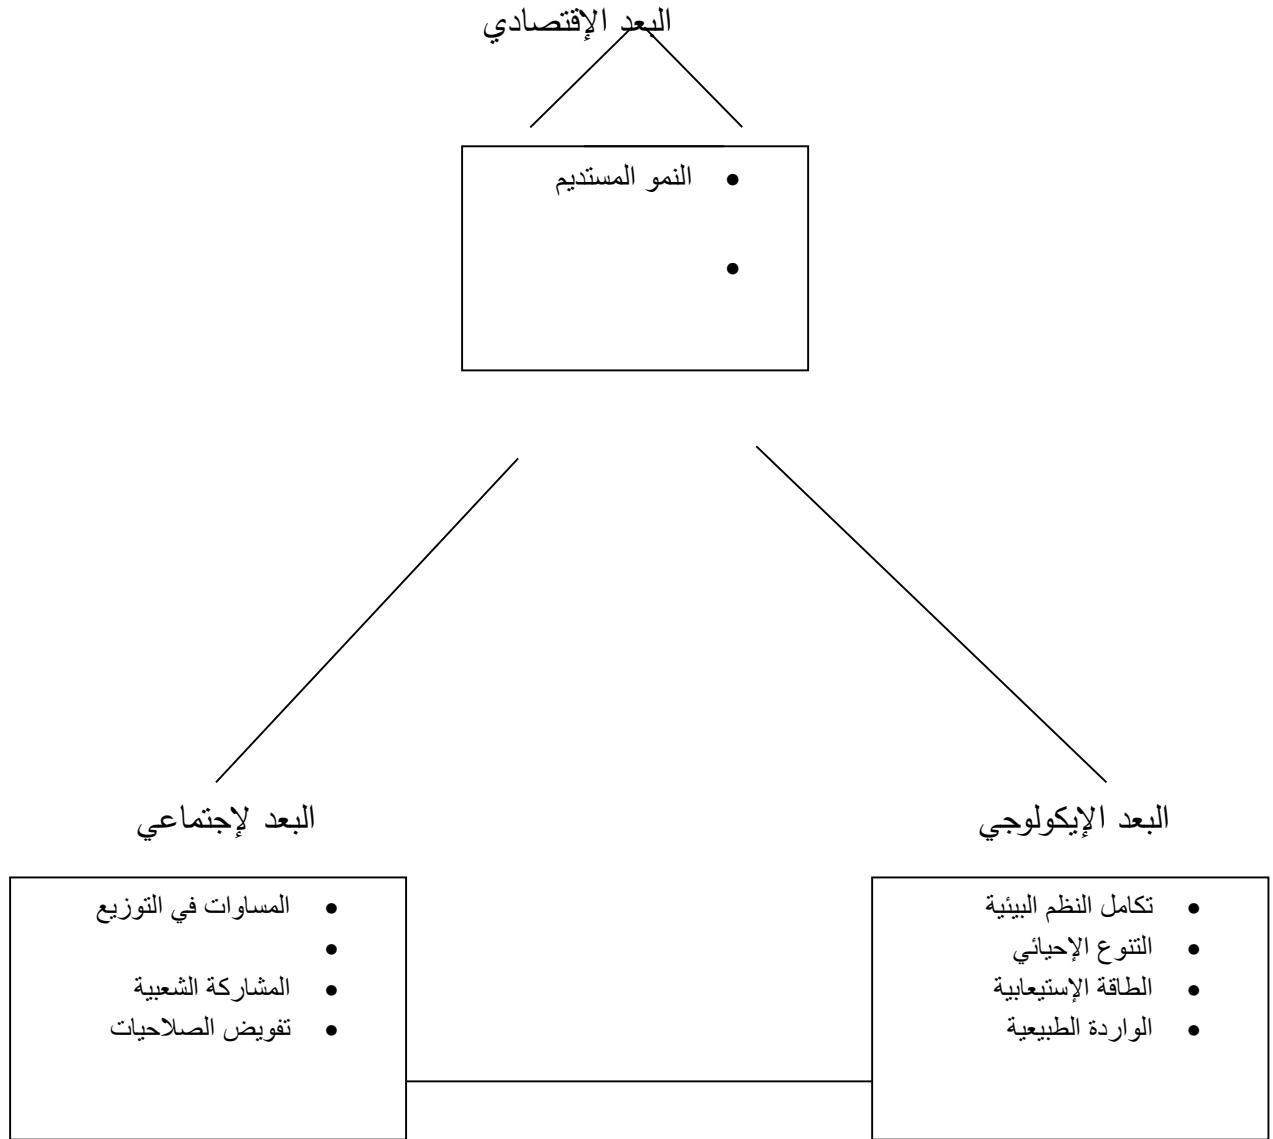 البعد الإقتصادي
• النمو المستديم
•
البعد الإيكولوجي
• تكامل النظم البيئية
• التنوع الإحيائي
• الطاقة الإستيعابية
• الواردة الطبيعية
البعد لإجتماعي
• المساوات في التوزيع
•
• المشاركة الشعبية
• تفويض الصلاحيات